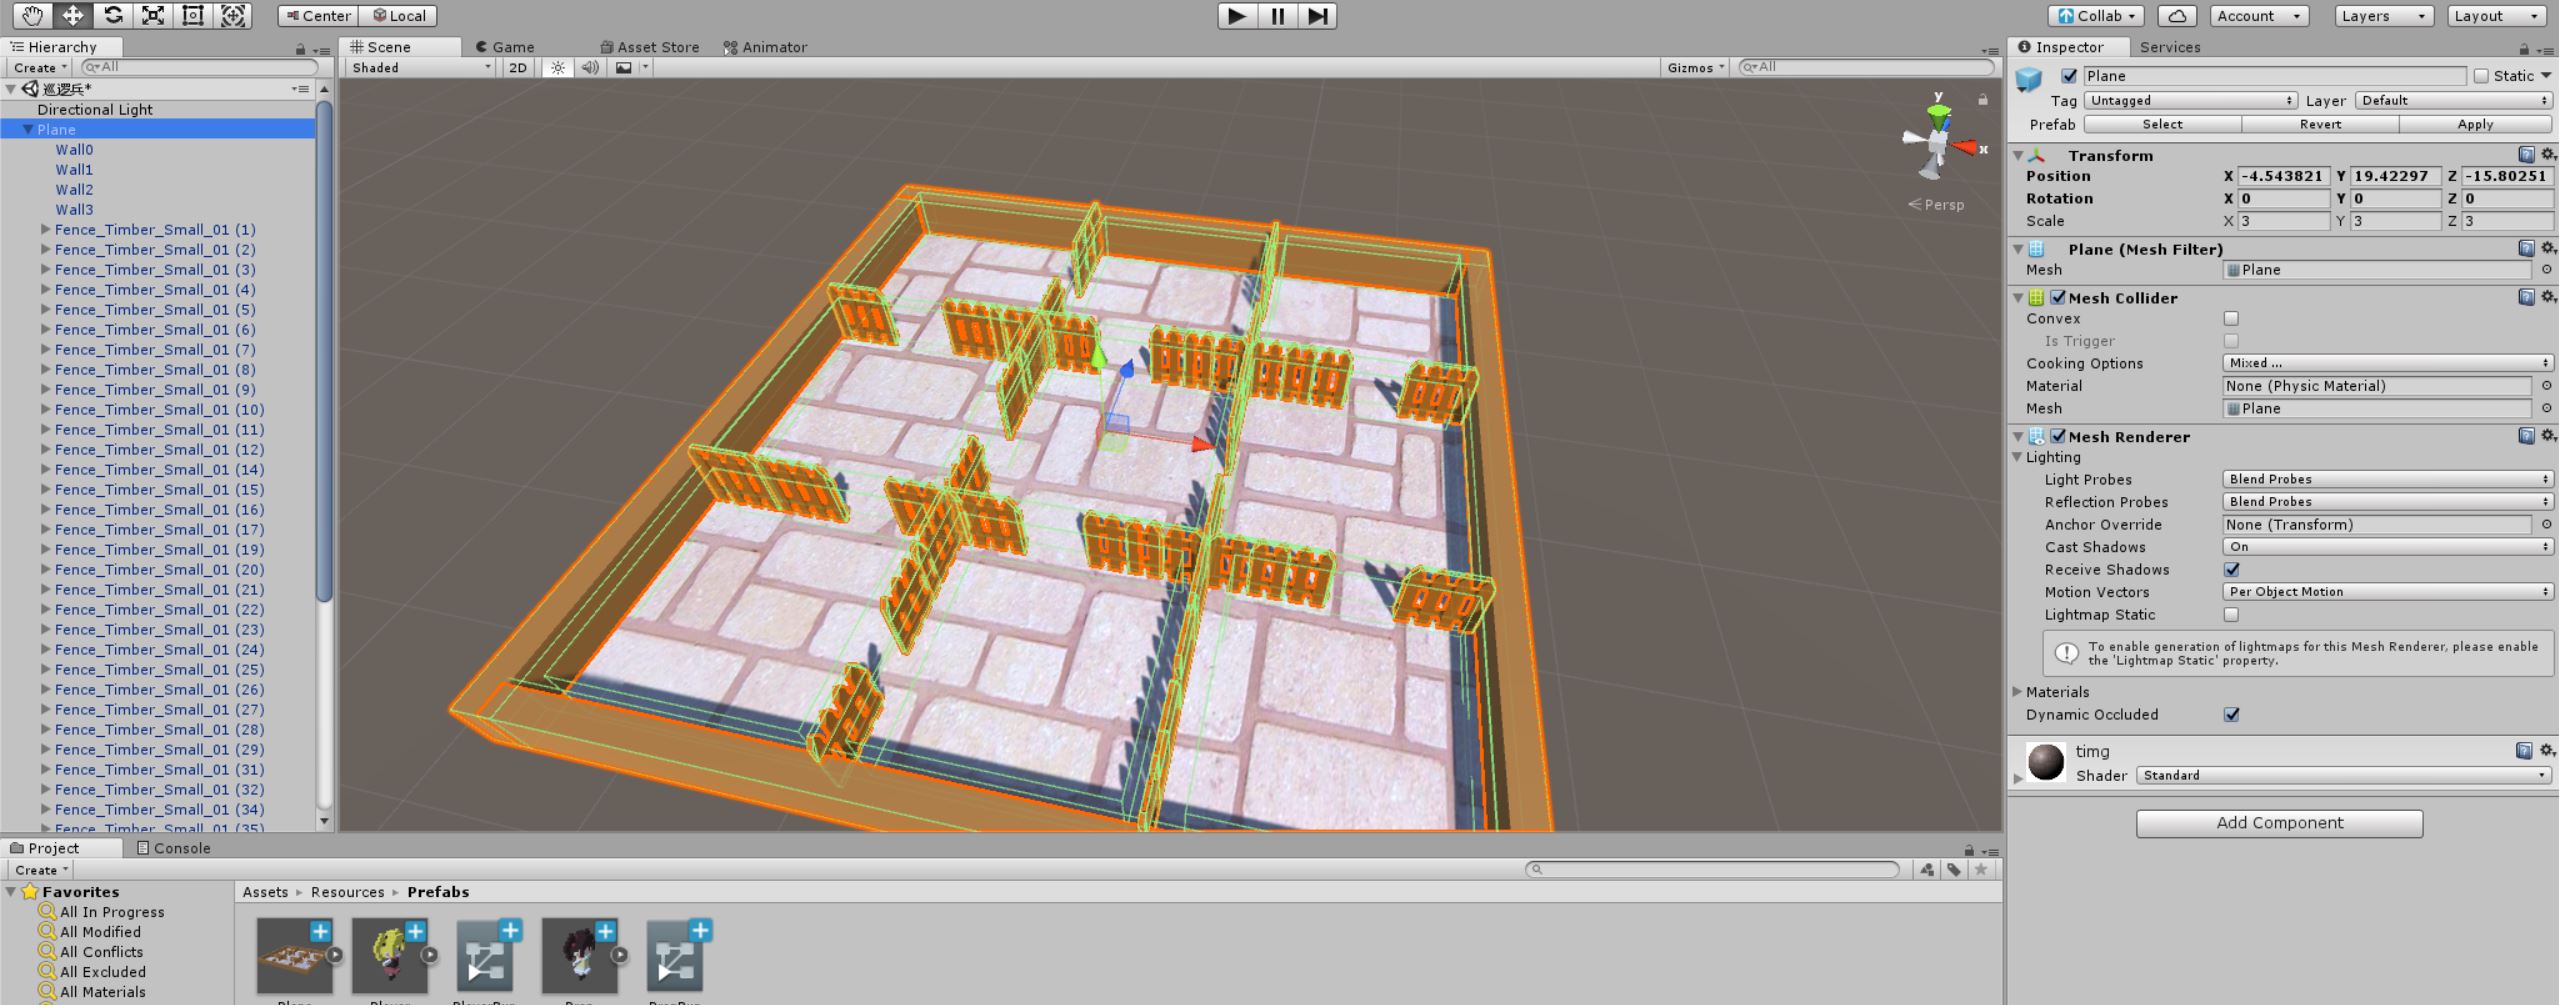 Center Local Collab Account Layers Layout
Hierarchy
Create All
巡逻兵*
Directional Light
Plane
Wall0
Wall1
Wall2
Wall3
Fence_Timber_Small_01 (1)
Fence_Timber_Small_01 (2)
Fence_Timber_Small_01 (3)
Fence_Timber_Small_01 (4)
Fence_Timber_Small_01 (5)
Fence_Timber_Small_01 (6)
Fence_Timber_Small_01 (7)
Fence_Timber_Small_01 (8)
Fence_Timber_Small_01 (9)
Fence_Timber_Small_01 (10)
Fence_Timber_Small_01 (11)
Fence_Timber_Small_01 (12)
Fence_Timber_Small_01 (14)
Fence_Timber_Small_01 (15)
Fence_Timber_Small_01 (16)
Fence_Timber_Small_01 (17)
Fence_Timber_Small_01 (19)
Fence_Timber_Small_01 (20)
Fence_Timber_Small_01 (21)
Fence_Timber_Small_01 (22)
Fence_Timber_Small_01 (23)
Fence_Timber_Small_01 (24)
Fence_Timber_Small_01 (25)
Fence_Timber_Small_01 (26)
Fence_Timber_Small_01 (27)
Fence_Timber_Small_01 (28)
Fence_Timber_Small_01 (29)
Fence_Timber_Small_01 (31)
Fence_Timber_Small_01 (32)
Fence_Timber_Small_01 (34)
Fence_Timber_Small_01 (35)
Scene Game Asset Store Animator
Shaded 2D Gizmos All
y
x
Persp
Inspector Services
Plane Static
Tag Untagged Layer Default
Prefab Select Revert Apply
Transform
Position X -4.543821 Y 19.42297 Z -15.80251
Rotation X 0 Y 0 Z 0
Scale X 3 Y 3 Z 3
Plane (Mesh Filter)
Mesh Plane
Mesh Collider
Convex
Is Trigger
Cooking Options Mixed ...
Material None (Physic Material)
Mesh Plane
Mesh Renderer
Lighting
Light Probes Blend Probes
Reflection Probes Blend Probes
Anchor Override None (Transform)
Cast Shadows On
Receive Shadows
Motion Vectors Per Object Motion
Lightmap Static
To enable generation of lightmaps for this Mesh Renderer, please enable
the 'Lightmap Static' property.
Materials
Dynamic Occluded
timg
Shader Standard
Add Component
Project Console
Create
Favorites
All In Progress
All Modified
All Conflicts
All Excluded
All Materials
Assets Resources Prefabs